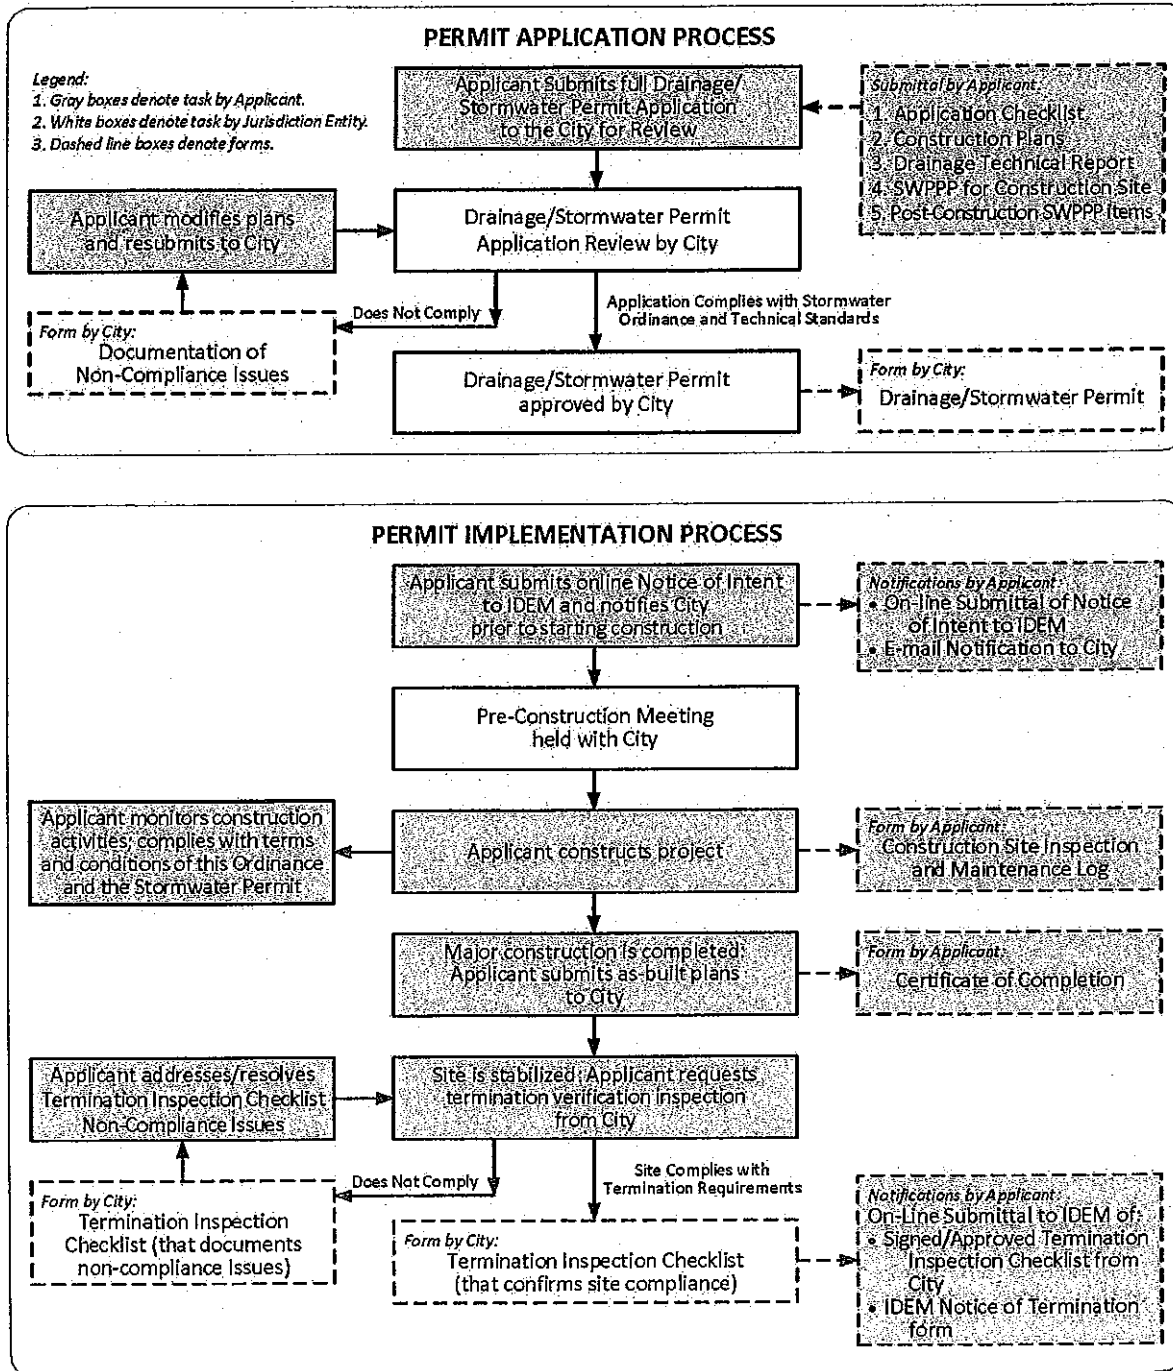 PERMIT APPLICATION PROCESS
Legend:
1. Gray boxes denote task by Applicant.
2. White boxes denote task by Jurisdiction Entity.
3. Dashed line boxes denote forms.
Applicant Submits full Drainage/
Stormwater Permit Application
to the City for Review
Submittal by Applicant:
1. Application Checklist
2. Construction Plans
3. Drainage Technical Report
4. SWPPP for Construction Site
5. Post-Construction SWPPP Items
Applicant modifies plans
and resubmits to City
Drainage/Stormwater Permit
Application Review by City
Does Not Comply
Application Complies with Stormwater
Ordinance and Technical Standards
Form by City:
Documentation of
Non-Compliance Issues
Drainage/Stormwater Permit
approved by City
Form by City:
Drainage/Stormwater Permit
PERMIT IMPLEMENTATION PROCESS
Applicant submits online Notice of Intent
to IDEM and notifies City
prior to starting construction
Notifications by Applicant:
• On-line Submittal of Notice
of Intent to IDEM
• E-mail Notification to City
Pre-Construction Meeting
held with City
Applicant monitors construction
activities; complies with terms
and conditions of this Ordinance
and the Stormwater Permit
Applicant constructs project
Form by Applicant:
Construction Site Inspection
and Maintenance Log
Major construction is completed:
Applicant submits as-built plans
to City
Form by Applicant:
Certificate of Completion
Applicant addresses/resolves
Termination Inspection Checklist
Non-Compliance Issues
Site is stabilized: Applicant requests
termination verification inspection
from City
Does Not Comply
Site Complies with
Termination Requirements
Form by City:
Termination Inspection
Checklist (that documents
non-compliance issues)
Form by City:
Termination Inspection Checklist
(that confirms site compliance)
Notifications by Applicant:
On-Line Submittal to IDEM of:
• Signed/Approved Termination
Inspection Checklist from
City
• IDEM Notice of Termination
form